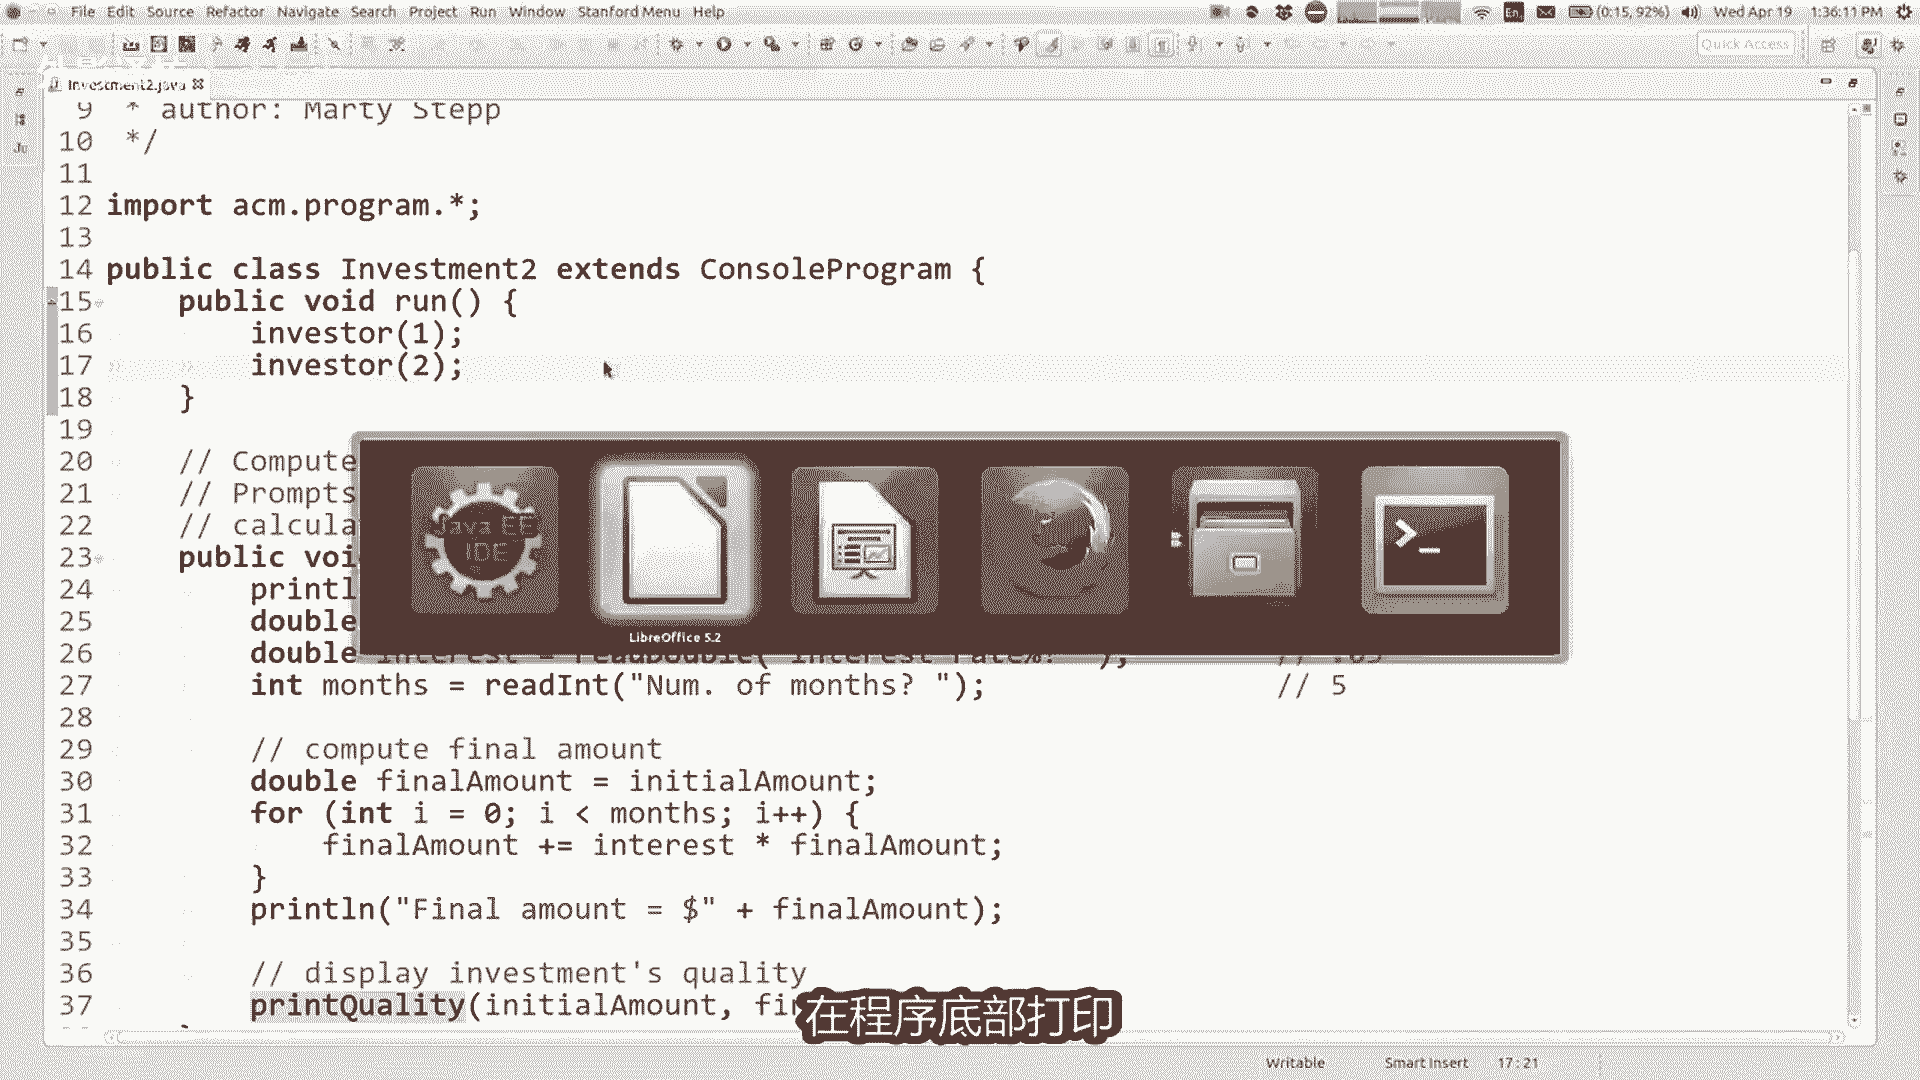 File Edit Source Refactor Navigate Search Project Run Window Stanford Menu Help
En (0:15, 92%) Wed Apr 19 1:36:11 PM
Quick Access
Investment2.java
9 * author: Marty Stepp
10 */
11
12 import acm.program.*;
13
14 public class Investment2 extends ConsoleProgram {
15 public void run() {
16 investor(1);
17 investor(2);
18 }
19
20 // Compute
21 // Prompts
22 // calcula
23 public voi
24 printl
25 double
26 double interest = readDouble("Interest rate%? ");
27 int months = readInt("Num. of months? "); // 5
28
29 // compute final amount
30 double finalAmount = initialAmount;
31 for (int i = 0; i < months; i++) {
32 finalAmount += interest * finalAmount;
33 }
34 println("Final amount = $" + finalAmount);
35
36 // display investment's quality
37 printQuality(initialAmount, fi
Java EE
IDE
>_
LibreOffice 5.2
在程序底部打印
Writable Smart Insert 17 : 21